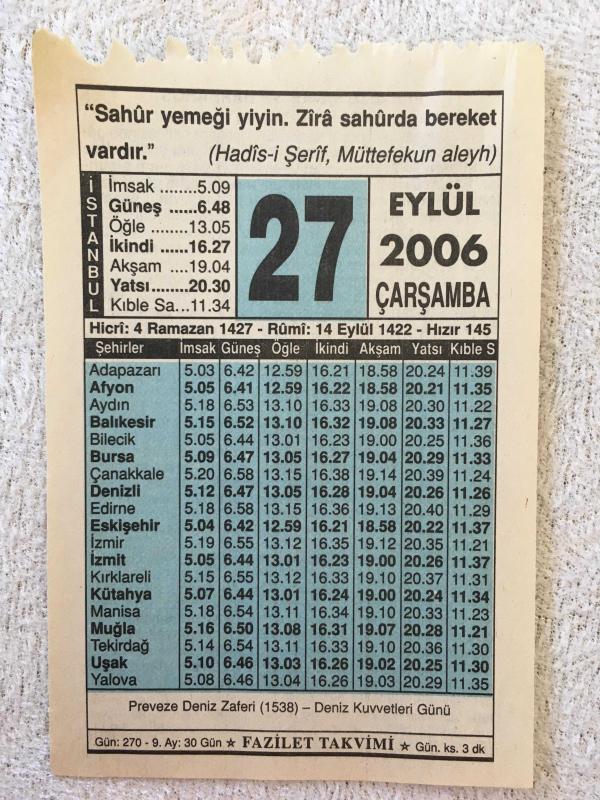 “Sahûr yemeği yiyin. Zîrâ sahûrda bereket
vardır.” (Hadîs-i Şerîf, Müttefekun aleyh)
İSTANBUL
İmsak ........5.09
Güneş ......6.48
Öğle ........13.05
İkindi ......16.27
Akşam ....19.04
Yatsı........20.30
Kıble Sa...11.34
27
EYLÜL
2006
ÇARŞAMBA
Hicrî: 4 Ramazan 1427 - Rûmî: 14 Eylül 1422 - Hızır 145
Şehirler İmsak Güneş Öğle İkindi Akşam Yatsı Kıble S
Adapazarı 5.03 6.42 12.59 16.21 18.58 20.24 11.39
Afyon 5.05 6.41 12.59 16.22 18.58 20.21 11.35
Aydın 5.18 6.53 13.10 16.33 19.08 20.30 11.22
Balıkesir 5.15 6.52 13.10 16.32 19.08 20.33 11.27
Bilecik 5.05 6.44 13.01 16.23 19.00 20.25 11.36
Bursa 5.09 6.47 13.05 16.27 19.04 20.29 11.33
Çanakkale 5.20 6.58 13.15 16.38 19.14 20.39 11.24
Denizli 5.12 6.47 13.05 16.28 19.04 20.26 11.26
Edirne 5.18 6.58 13.15 16.36 19.13 20.40 11.29
Eskişehir 5.04 6.42 12.59 16.21 18.58 20.22 11.37
İzmir 5.19 6.55 13.12 16.35 19.12 20.35 11.21
İzmit 5.05 6.44 13.01 16.23 19.00 20.26 11.37
Kırklareli 5.15 6.55 13.12 16.33 19.10 20.37 11.31
Kütahya 5.07 6.44 13.01 16.24 19.00 20.24 11.34
Manisa 5.18 6.54 13.11 16.34 19.10 20.33 11.23
Muğla 5.16 6.50 13.08 16.31 19.07 20.28 11.21
Tekirdağ 5.14 6.54 13.11 16.33 19.10 20.36 11.30
Uşak 5.10 6.46 13.03 16.26 19.02 20.25 11.30
Yalova 5.08 6.46 13.04 16.26 19.03 20.29 11.35
Preveze Deniz Zaferi (1538) – Deniz Kuvvetleri Günü
Gün: 270 - 9. Ay: 30 Gün ★ FAZİLET TAKVİMİ ★ Gün. ks. 3 dk